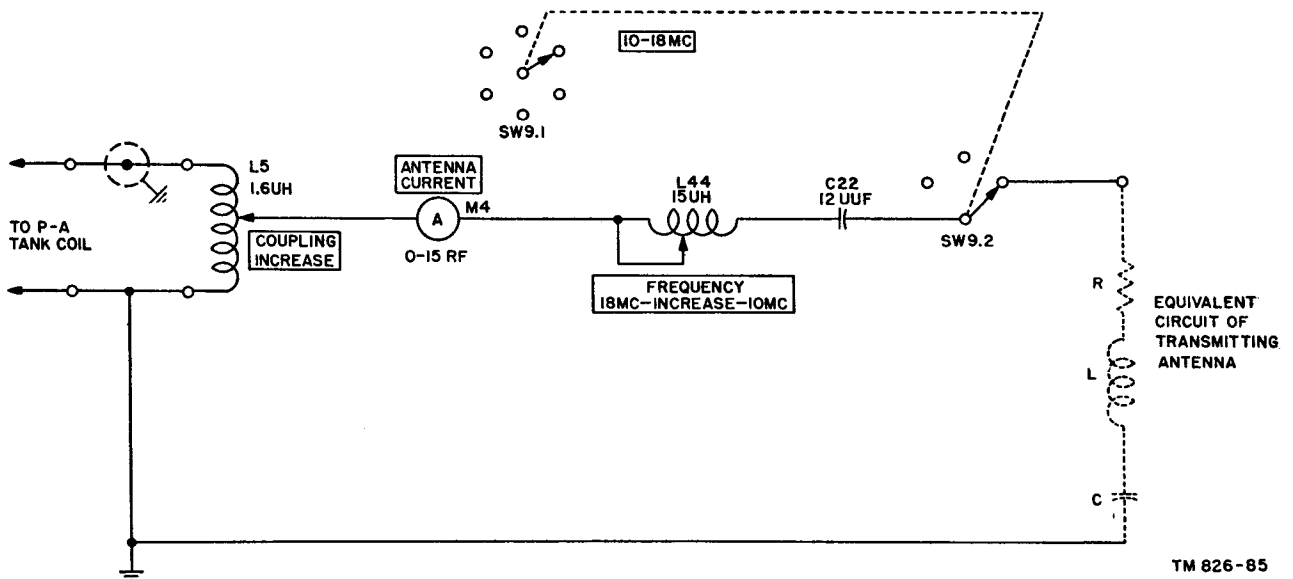 10-18MC
SW9.1
L5
1.6UH
TO P-A
TANK COIL
COUPLING
INCREASE
ANTENNA
CURRENT
A
M4
0-15 RF
L44
15UH
FREQUENCY
18MC-INCREASE-10MC
C22
12 UUF
SW9.2
R
L
C
EQUIVALENT
CIRCUIT OF
TRANSMITTING
ANTENNA
TM 826-85